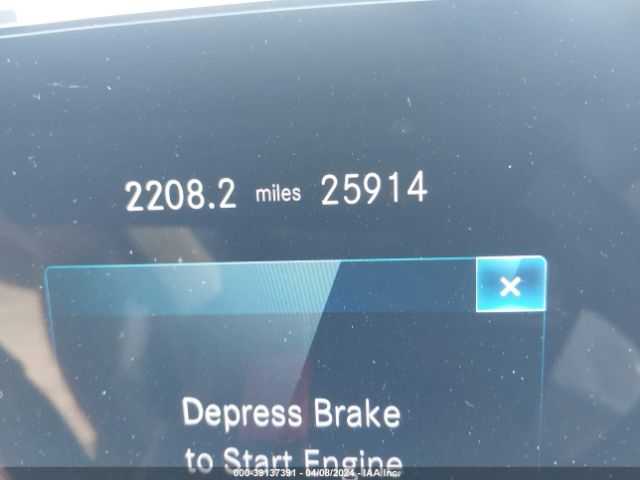 2208.2 miles 25914
×
Depress Brake
to Start Engine
000-39137391 - 04/08/2024 - IAA Inc.